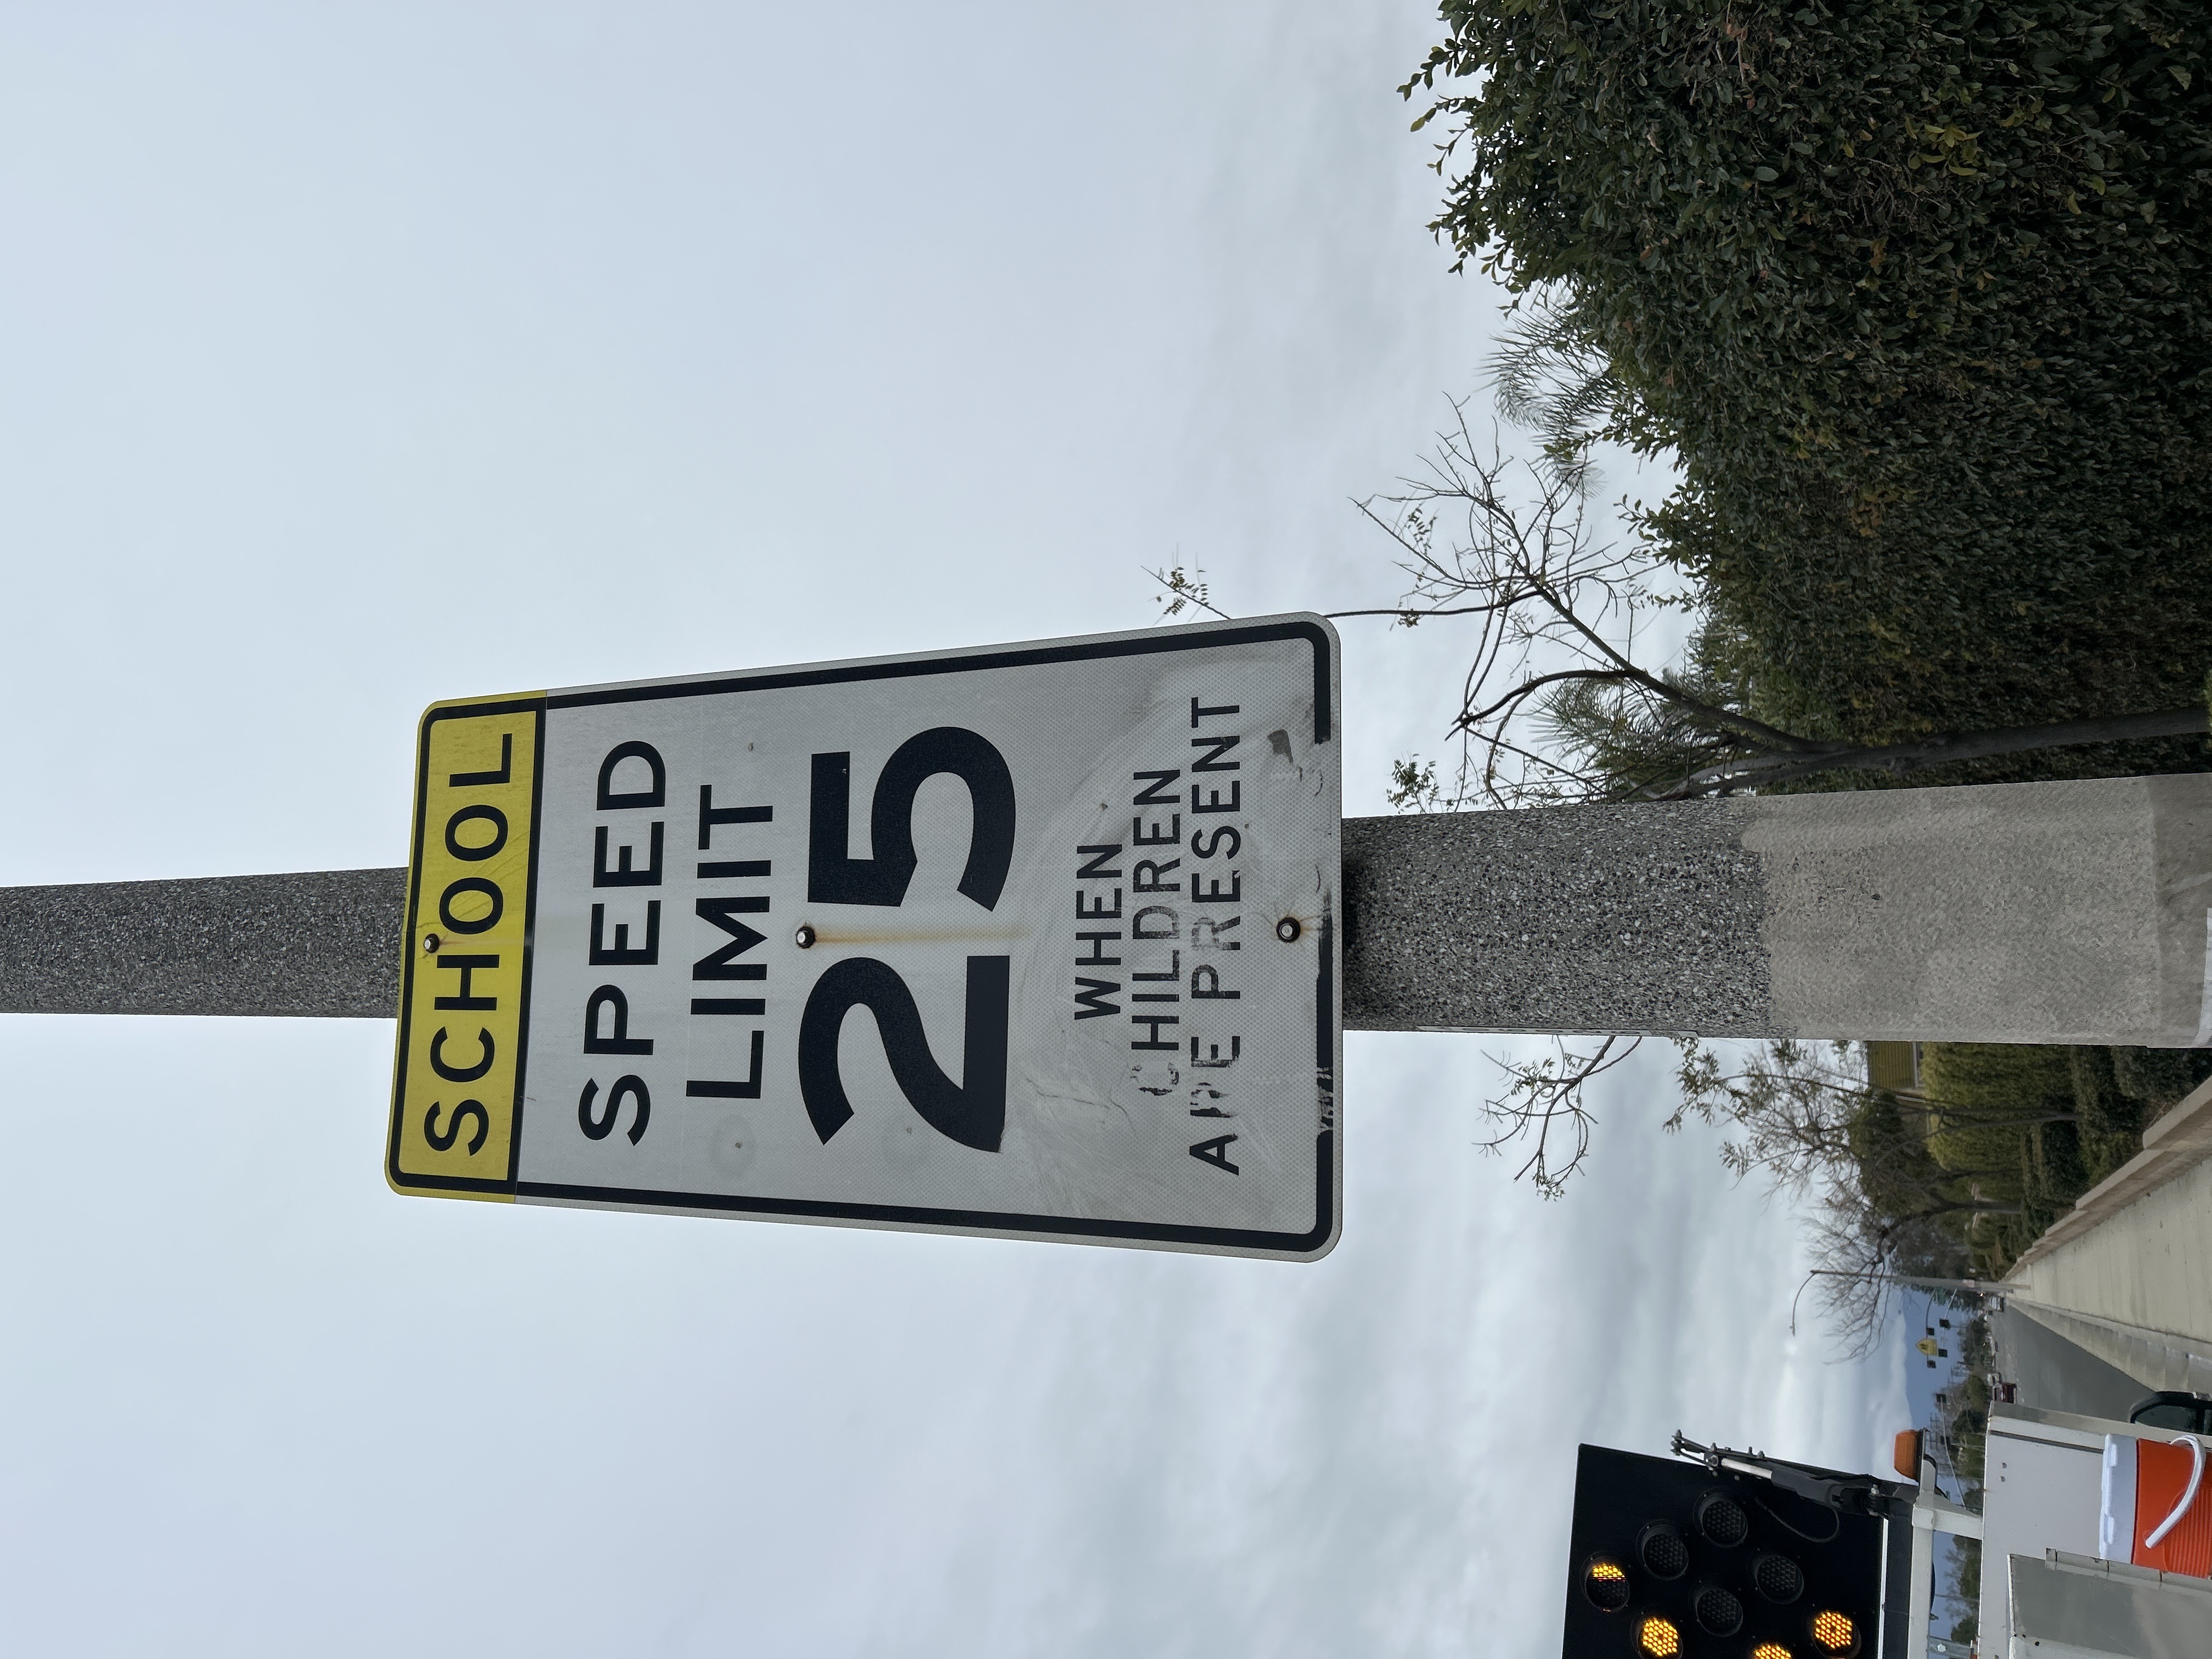 SCHOOL
SPEED
LIMIT
25
WHEN
CHILDREN
ARE PRESENT